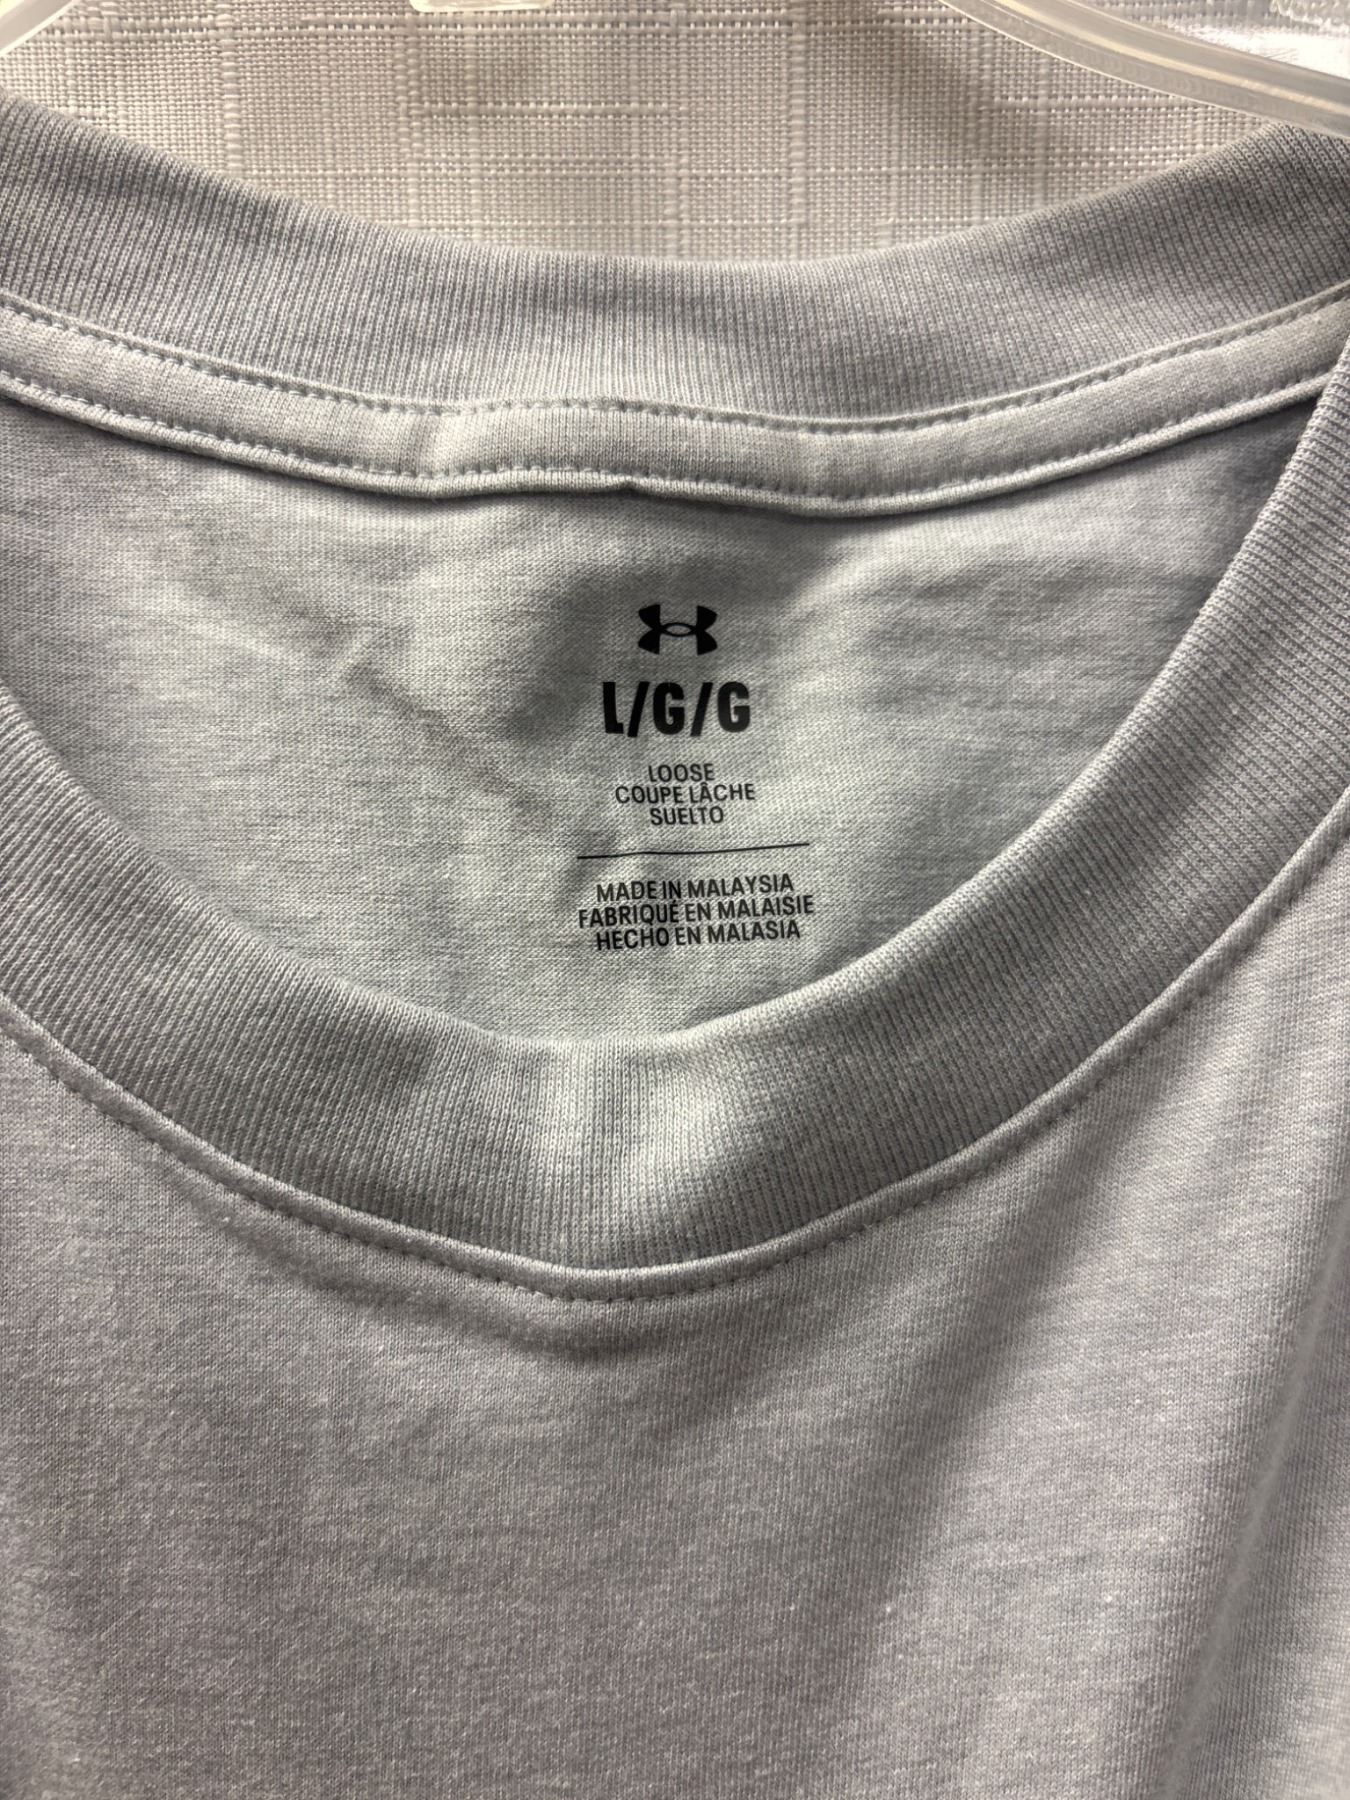 L/G/G
LOOSE
COUPE LÂCHE
SUELTO
MADE IN MALAYSIA
FABRIQUÉ EN MALAISIE
HECHO EN MALASIA